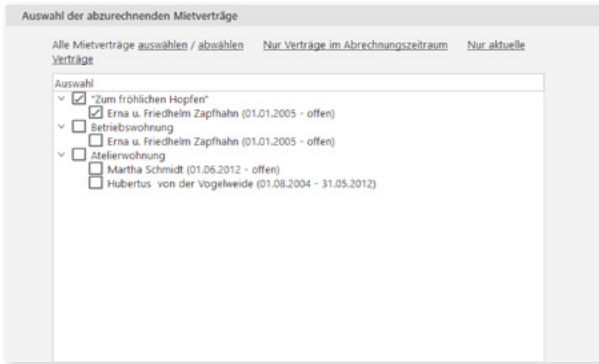 Auswahl der abzurechnenden Mietverträge
Alle Mietverträge auswählen / abwählen Nur Verträge im Abrechnungszeitraum Nur aktuelle
Verträge
Auswahl
"Zum fröhlichen Hopfen"
Erna u. Friedhelm Zapfhahn (01.01.2005 - offen)
Betriebswohnung
Erna u. Friedhelm Zapfhahn (01.01.2005 - offen)
Atelierwohnung
Martha Schmidt (01.06.2012 - offen)
Hubertus von der Vogelweide (01.08.2004 - 31.05.2012)